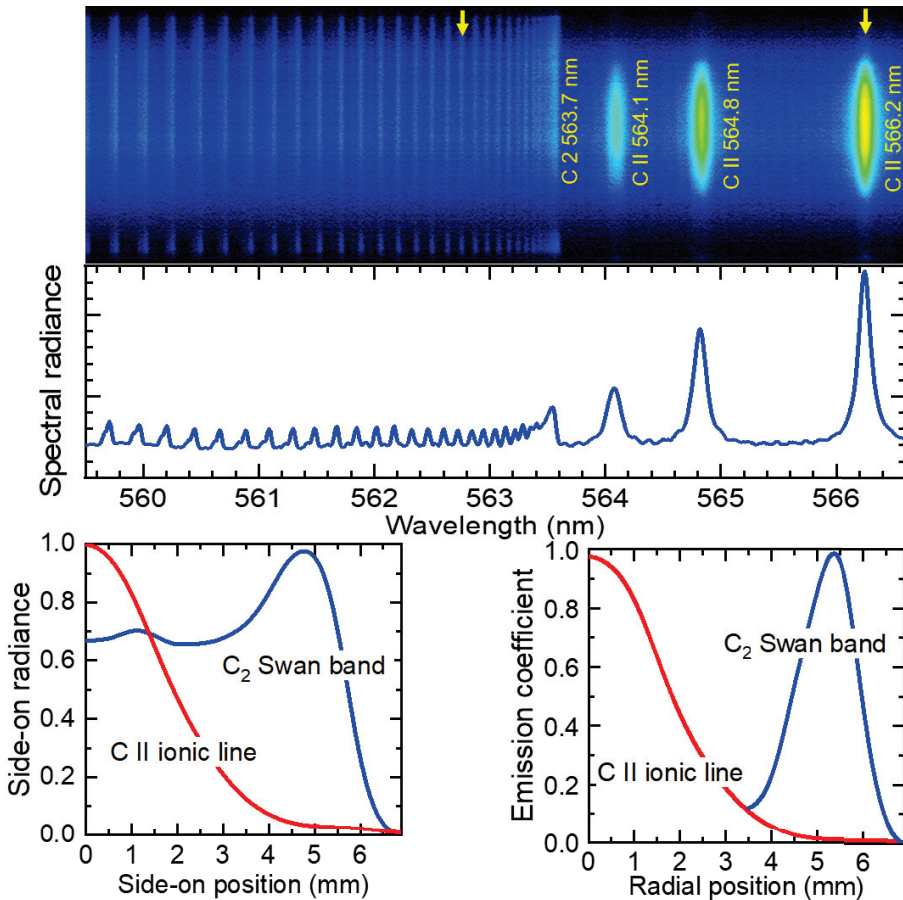 C 2 563.7 nm
C II 564.1 nm
C II 564.8 nm
C II 566.2 nm
Spectral radiance
560 561 562 563 564 565 566
Wavelength (nm)
Side-on radiance
1.0
0.8
0.6
0.4
0.2
0.0
C₂ Swan band
C II ionic line
0 1 2 3 4 5 6
Side-on position (mm)
Emission coefficient
1.0
0.8
0.6
0.4
0.2
0.0
C₂ Swan band
C II ionic line
0 1 2 3 4 5 6
Radial position (mm)